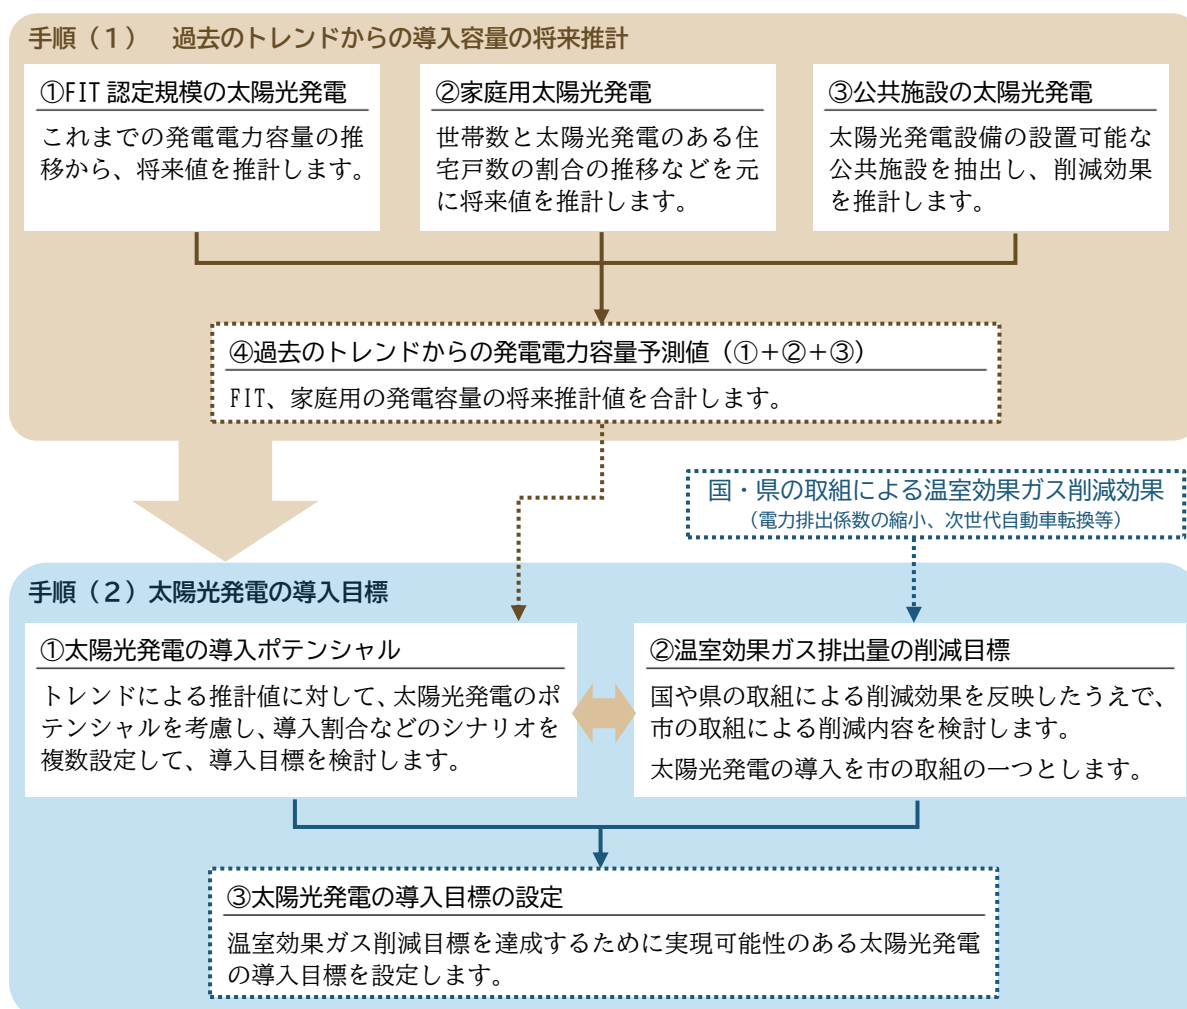 手順（１）　過去のトレンドからの導入容量の将来推計
①FIT 認定規模の太陽光発電
これまでの発電電力容量の推
移から、将来値を推計します。
②家庭用太陽光発電
世帯数と太陽光発電のある住
宅戸数の割合の推移などを元
に将来値を推計します。
③公共施設の太陽光発電
太陽光発電設備の設置可能な
公共施設を抽出し、削減効果
を推計します。
④過去のトレンドからの発電電力容量予測値（①＋②＋③）
FIT、家庭用の発電容量の将来推計値を合計します。
国・県の取組による温室効果ガス削減効果
（電力排出係数の縮小、次世代自動車転換等）
手順（２）太陽光発電の導入目標
①太陽光発電の導入ポテンシャル
トレンドによる推計値に対して、太陽光発電のポ
テンシャルを考慮し、導入割合などのシナリオを
複数設定して、導入目標を検討します。
②温室効果ガス排出量の削減目標
国や県の取組による削減効果を反映したうえで、
市の取組による削減内容を検討します。
太陽光発電の導入を市の取組の一つとします。
③太陽光発電の導入目標の設定
温室効果ガス削減目標を達成するために実現可能性のある太陽光発電
の導入目標を設定します。